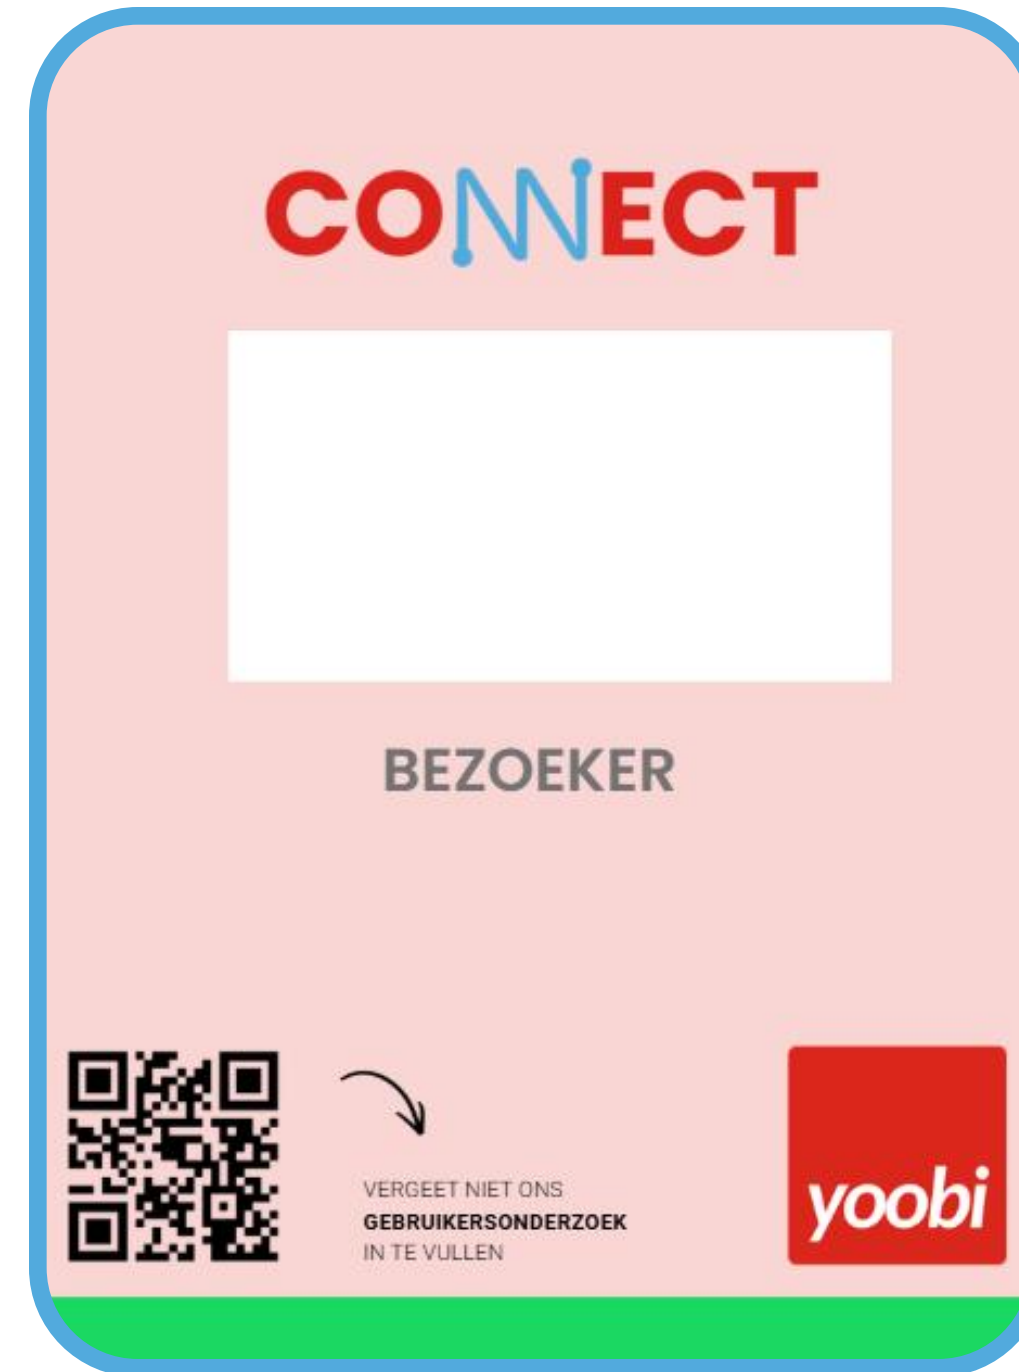 CONNECT
BEZOEKER
VERGEET NIET ONS
GEBRUIKERSONDERZOEK
IN TE VULLEN
yoobi